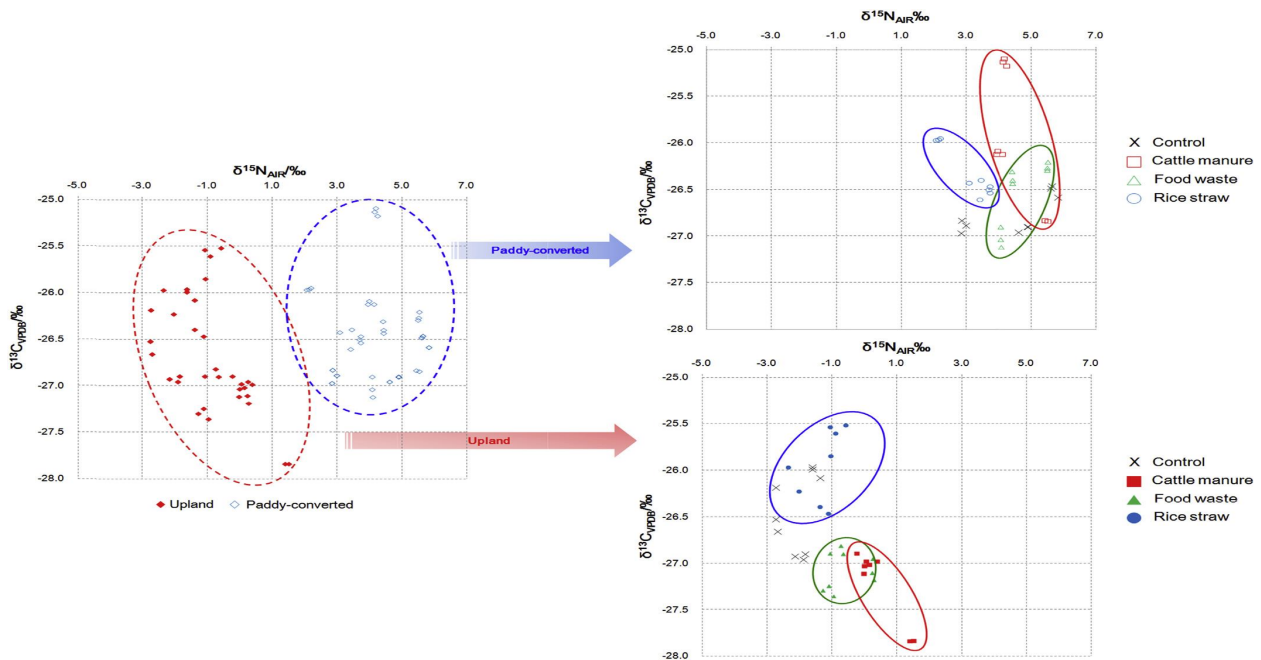 δ15NAIR/‰
-5.0 -3.0 -1.0 1.0 3.0 5.0 7.0
δ13CVPDB/‰
-25.0
-25.5
-26.0
-26.5
-27.0
-27.5
-28.0
Upland Paddy-converted
Paddy-converted
Upland
δ15NAIR‰
-5.0 -3.0 -1.0 1.0 3.0 5.0 7.0
δ13CVPDB/‰
-25.0
-25.5
-26.0
-26.5
-27.0
-27.5
-28.0
Control
Cattle manure
Food waste
Rice straw
δ15NAIR‰
-5.0 -3.0 -1.0 1.0 3.0 5.0 7.0
δ13CVPDB/‰
-25.0
-25.5
-26.0
-26.5
-27.0
-27.5
-28.0
Control
Cattle manure
Food waste
Rice straw